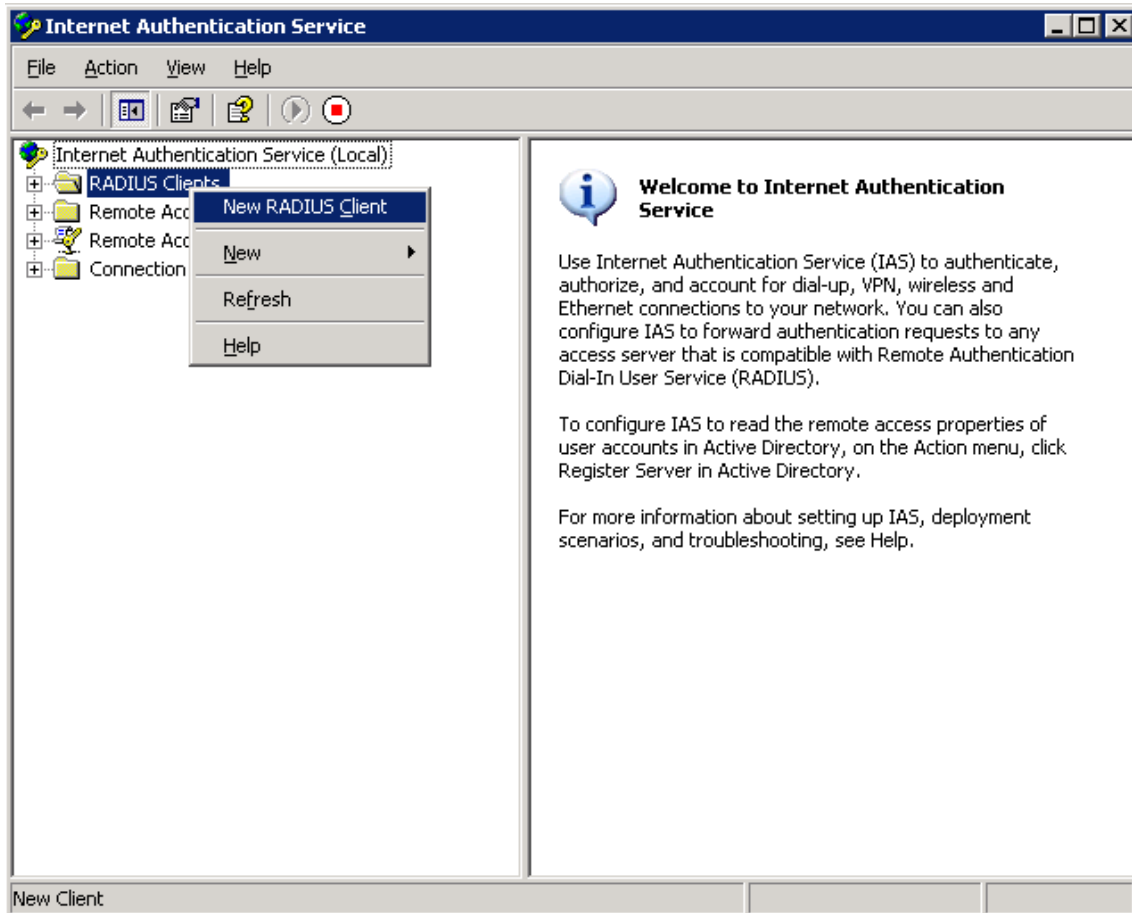 Internet Authentication Service
File Action View Help
Internet Authentication Service (Local)
RADIUS Clients
Remote Acc
Remote Acc
Connection
New RADIUS Client
New
Refresh
Help
Welcome to Internet Authentication
Service
Use Internet Authentication Service (IAS) to authenticate,
authorize, and account for dial-up, VPN, wireless and
Ethernet connections to your network. You can also
configure IAS to forward authentication requests to any
access server that is compatible with Remote Authentication
Dial-In User Service (RADIUS).
To configure IAS to read the remote access properties of
user accounts in Active Directory, on the Action menu, click
Register Server in Active Directory.
For more information about setting up IAS, deployment
scenarios, and troubleshooting, see Help.
New Client